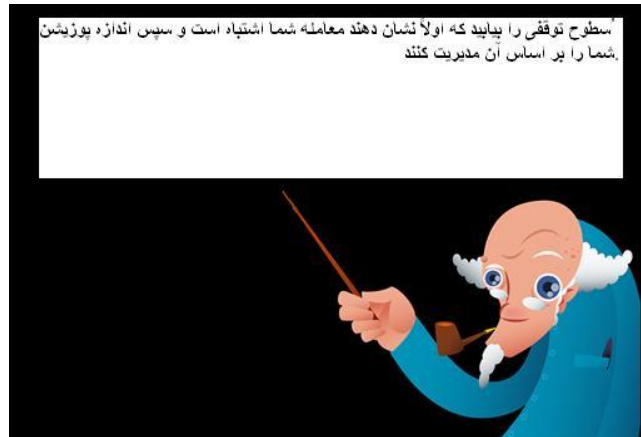 سطوح توقفی را بیابید که اولاً نشان دهند معامله شما اشتباه است و سپس اندازه پوزیشن
شما را بر اساس آن مدیریت کنند.